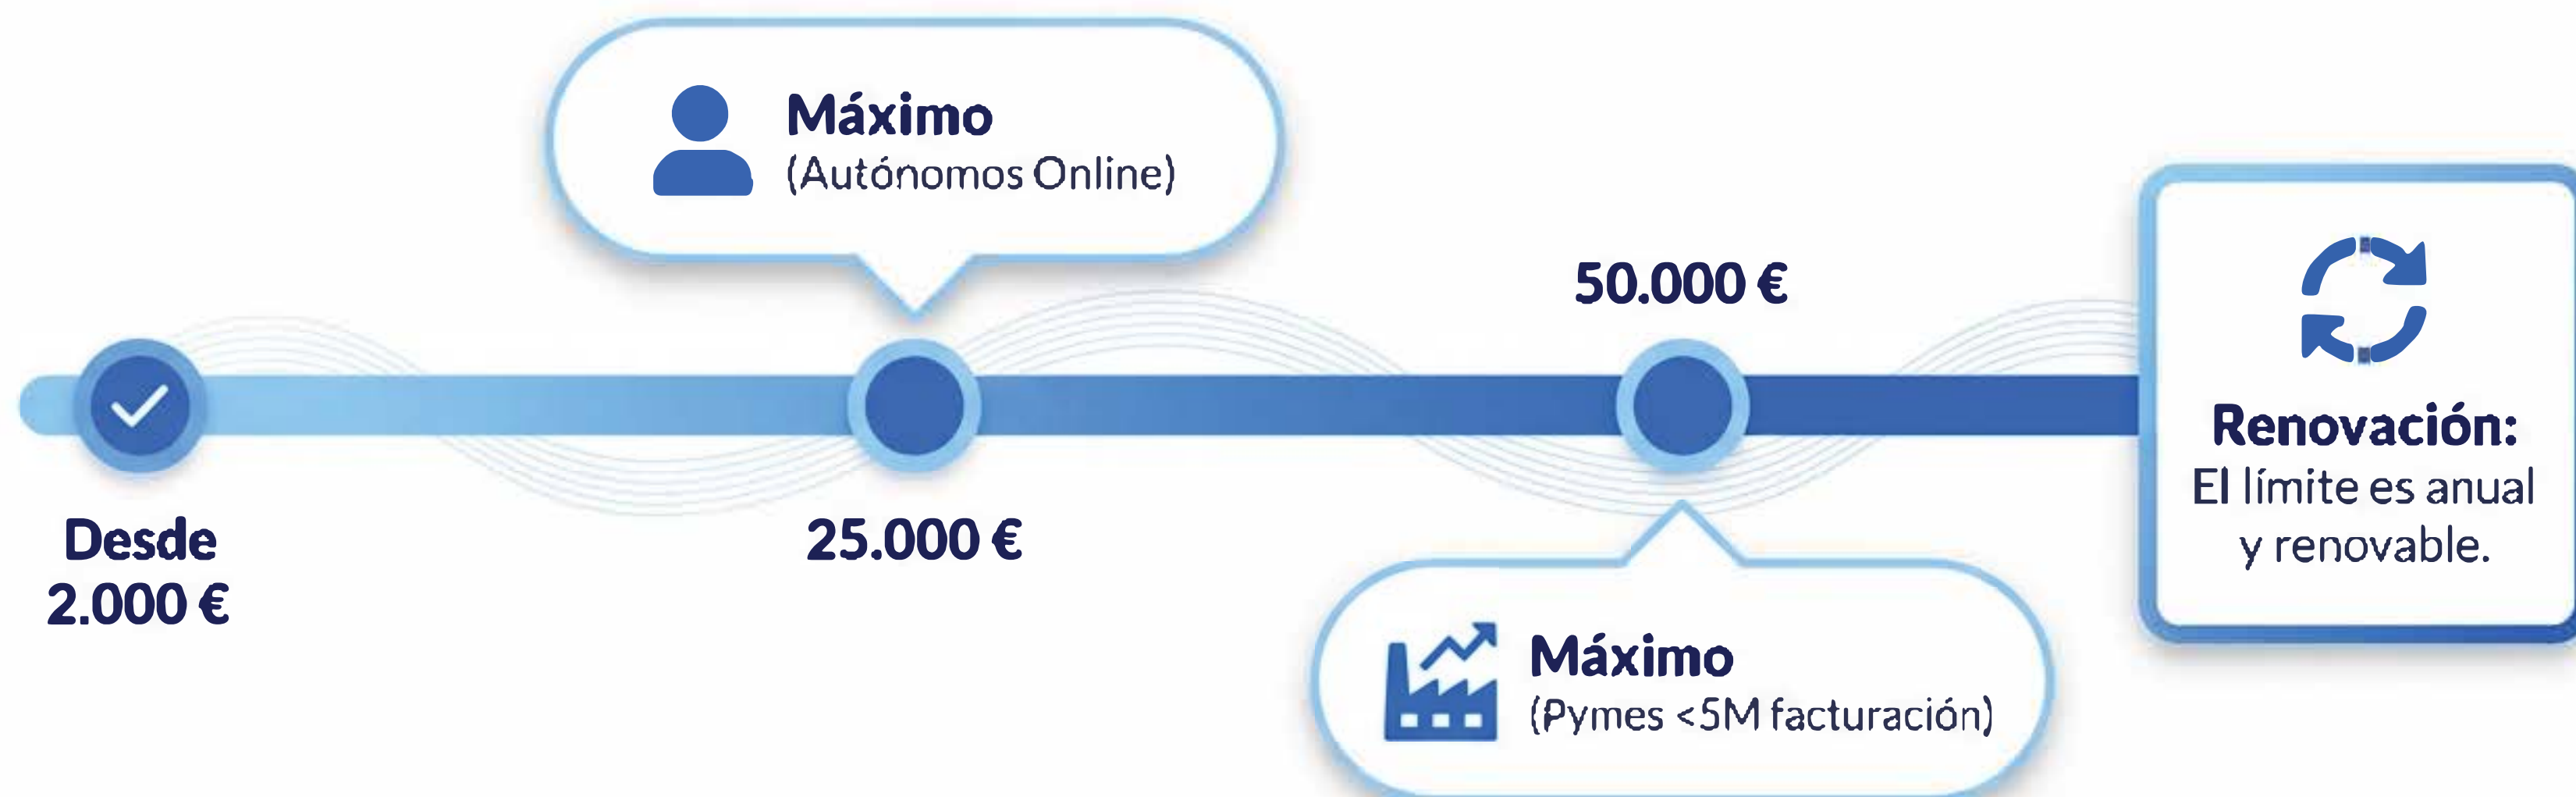 Máximo
(Autónomos Online)
50.000 €
Desde
2.000 €
25.000 €
Máximo
(Pymes <5M facturación)
Renovación:
El límite es anual
y renovable.